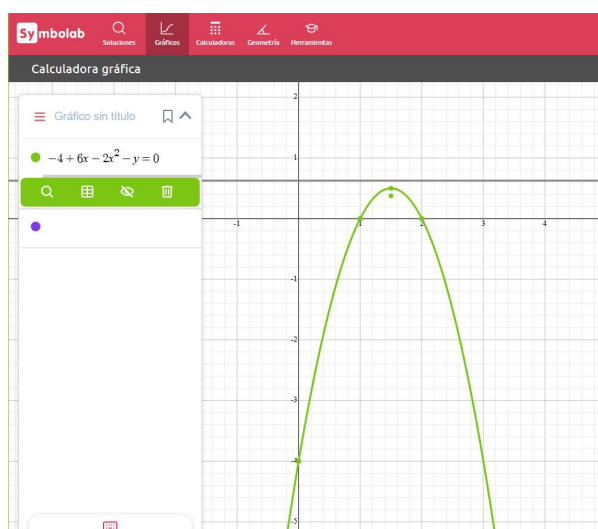 Symbolab
Soluciones Gráficos Calculadoras Geometría Herramientas
Calculadora gráfica
Gráfico sin título
−4 + 6x − 2x² − y = 0
2
1
-1 1 2 3 4
-1
-2
-3
-4
-5